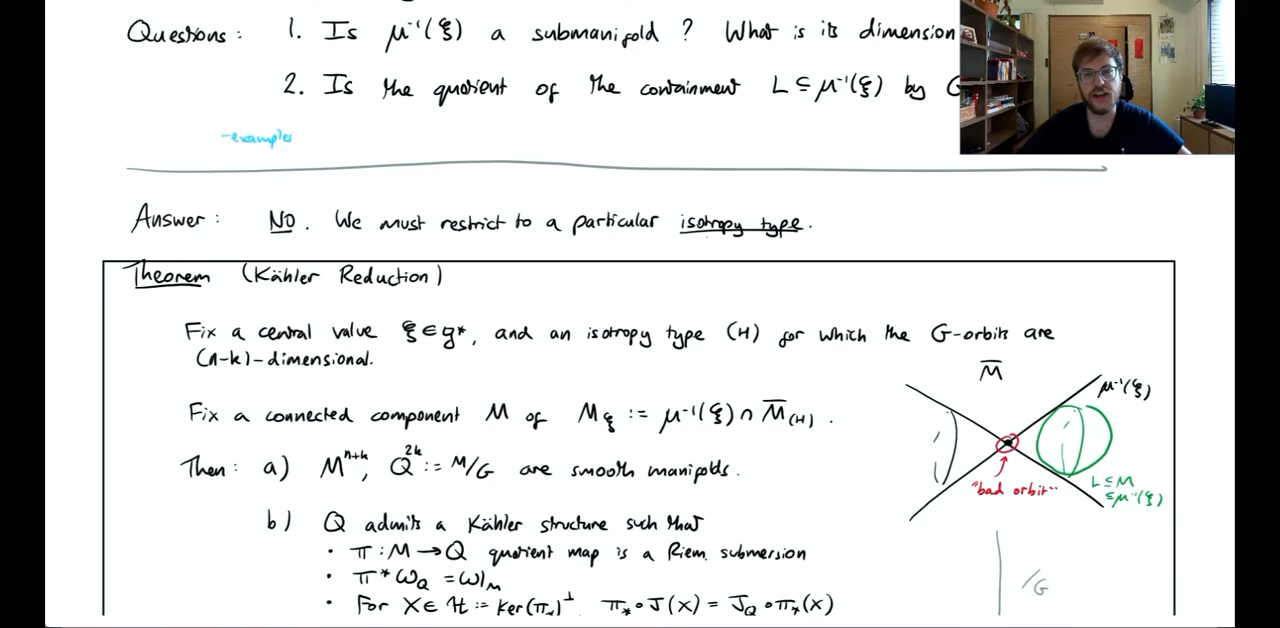 Questions : 1. Is μ⁻¹(ξ) a submanifold ? What is its dimension
2. Is the quotient of the containment L ⊆ μ⁻¹(ξ) by G
-examples
Answer : NO. We must restrict to a particular isotropy type.
Theorem (Kähler Reduction)
Fix a central value ξ ∈ g*, and an isotropy type (H) for which the G-orbits are
(n-k)-dimensional.
M̅
μ⁻¹(ξ)
Fix a connected component M of M_ξ := μ⁻¹(ξ) ∩ M̅_(H) .
Then : a) Mⁿ⁺ᵏ, Q²ᵏ := M/G are smooth manifolds.
"bad orbit"
L ⊆ M
⊆ μ⁻¹(ξ)
b) Q admits a Kähler structure such that
· π : M → Q quotient map is a Riem. submersion
· π* ω_Q = ω|_M
· For X ∈ H := ker(π_*)^⊥, π_* ∘ J(X) = J_Q ∘ π_*(X)
/G